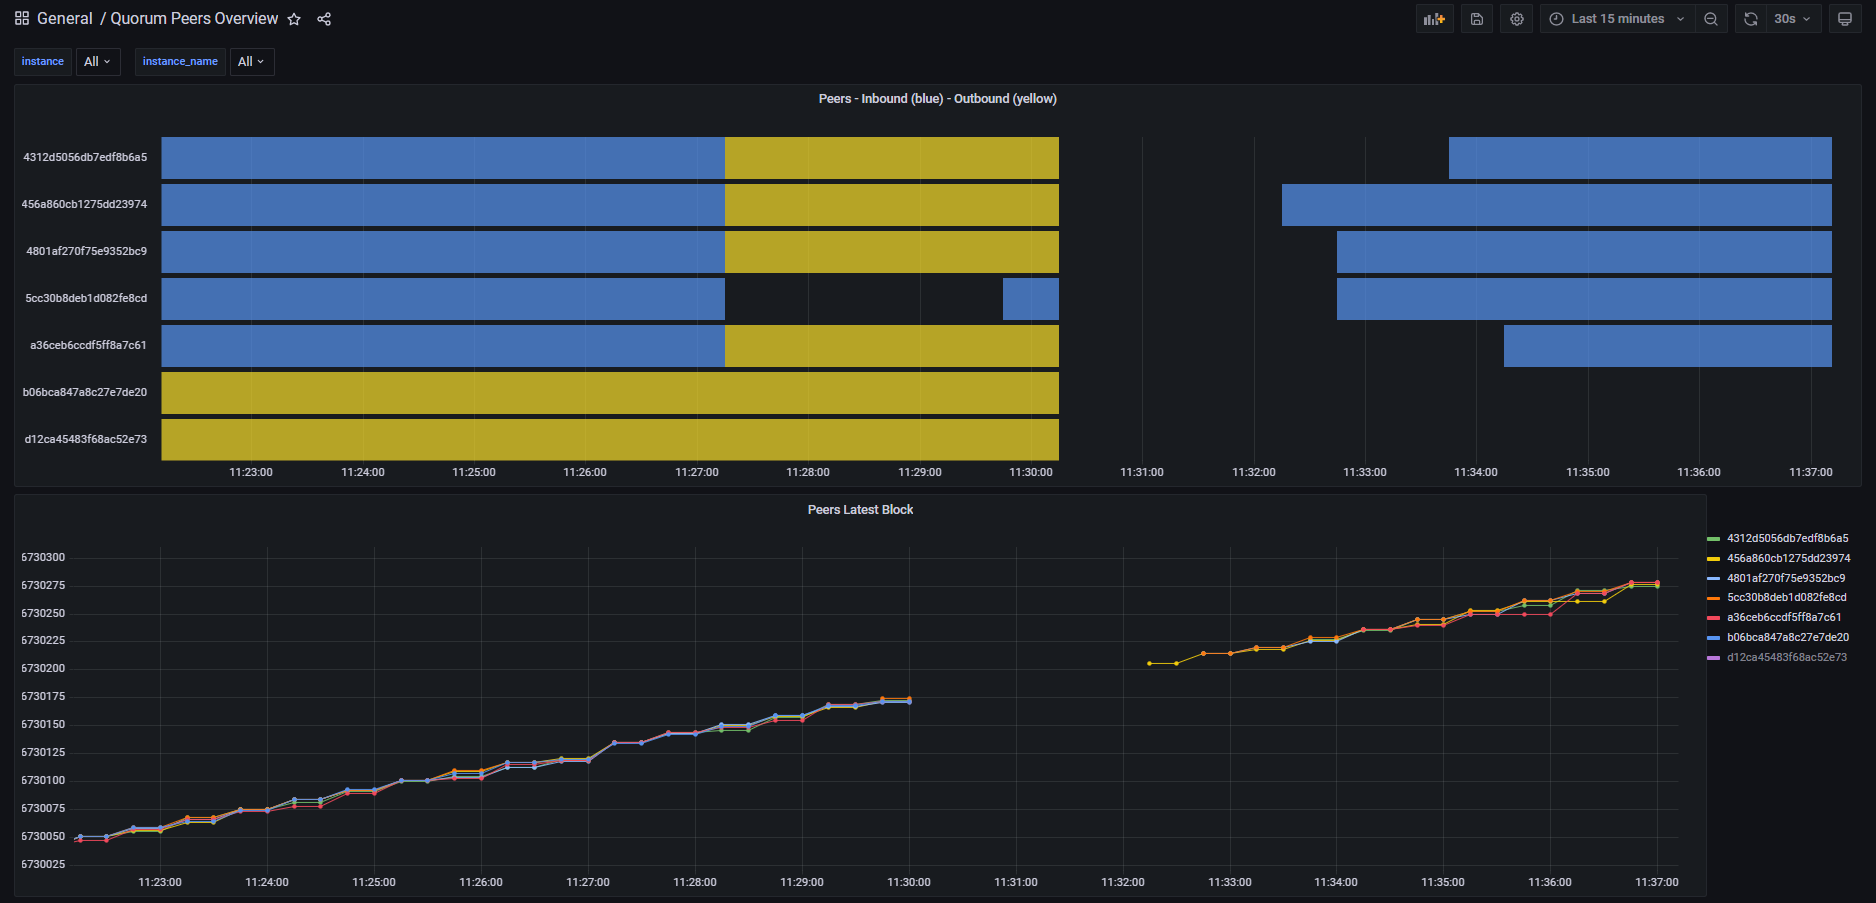 General / Quorum Peers Overview
Last 15 minutes
30s
instance All instance_name All
Peers - Inbound (blue) - Outbound (yellow)
4312d5056db7edf8b6a5
456a860cb1275dd23974
4801af270f75e9352bc9
5cc30b8deb1d082fe8cd
a36ceb6ccdf5ff8a7c61
b06bca847a8c27e7de20
d12ca45483f68ac52e73
11:23:00 11:24:00 11:25:00 11:26:00 11:27:00 11:28:00 11:29:00 11:30:00 11:31:00 11:32:00 11:33:00 11:34:00 11:35:00 11:36:00 11:37:00
Peers Latest Block
6730300
6730275
6730250
6730225
6730200
6730175
6730150
6730125
6730100
6730075
6730050
6730025
11:23:00 11:24:00 11:25:00 11:26:00 11:27:00 11:28:00 11:29:00 11:30:00 11:31:00 11:32:00 11:33:00 11:34:00 11:35:00 11:36:00 11:37:00
4312d5056db7edf8b6a5
456a860cb1275dd23974
4801af270f75e9352bc9
5cc30b8deb1d082fe8cd
a36ceb6ccdf5ff8a7c61
b06bca847a8c27e7de20
d12ca45483f68ac52e73